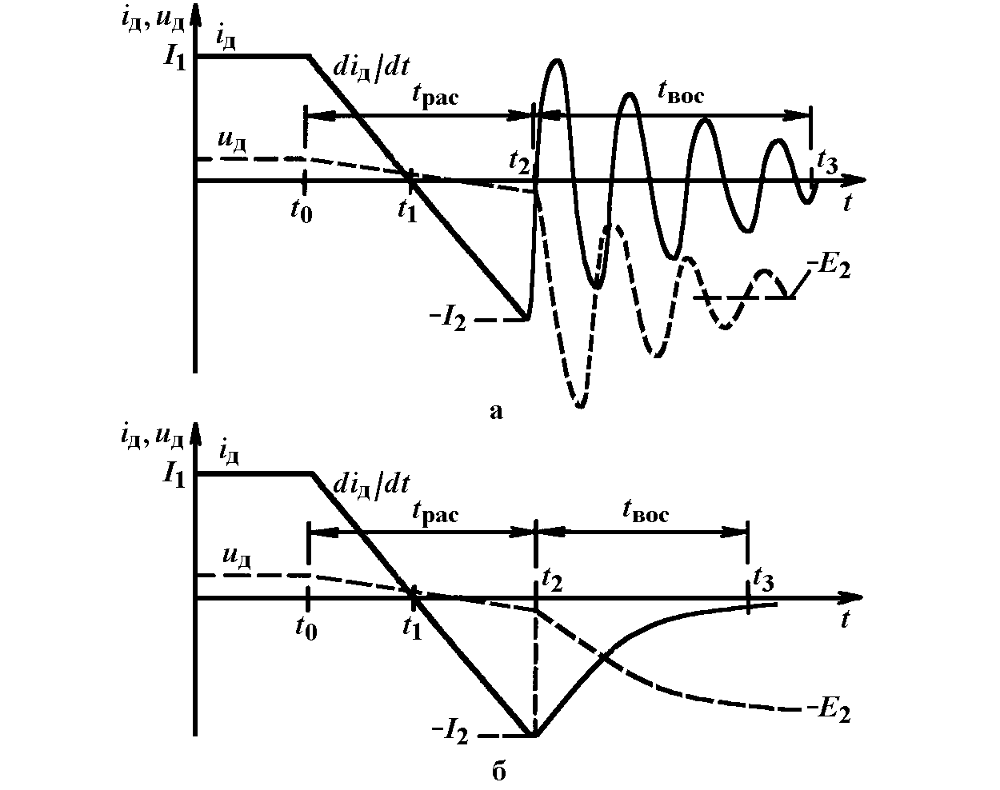 iд, uд
I1
iд
diд/dt
tрас
tвос
uд
t2
t3
t0
t1
t
-E2
-I2
а
iд, uд
I1
iд
diд/dt
tрас
tвос
uд
t2
t3
t0
t1
t
-E2
-I2
б